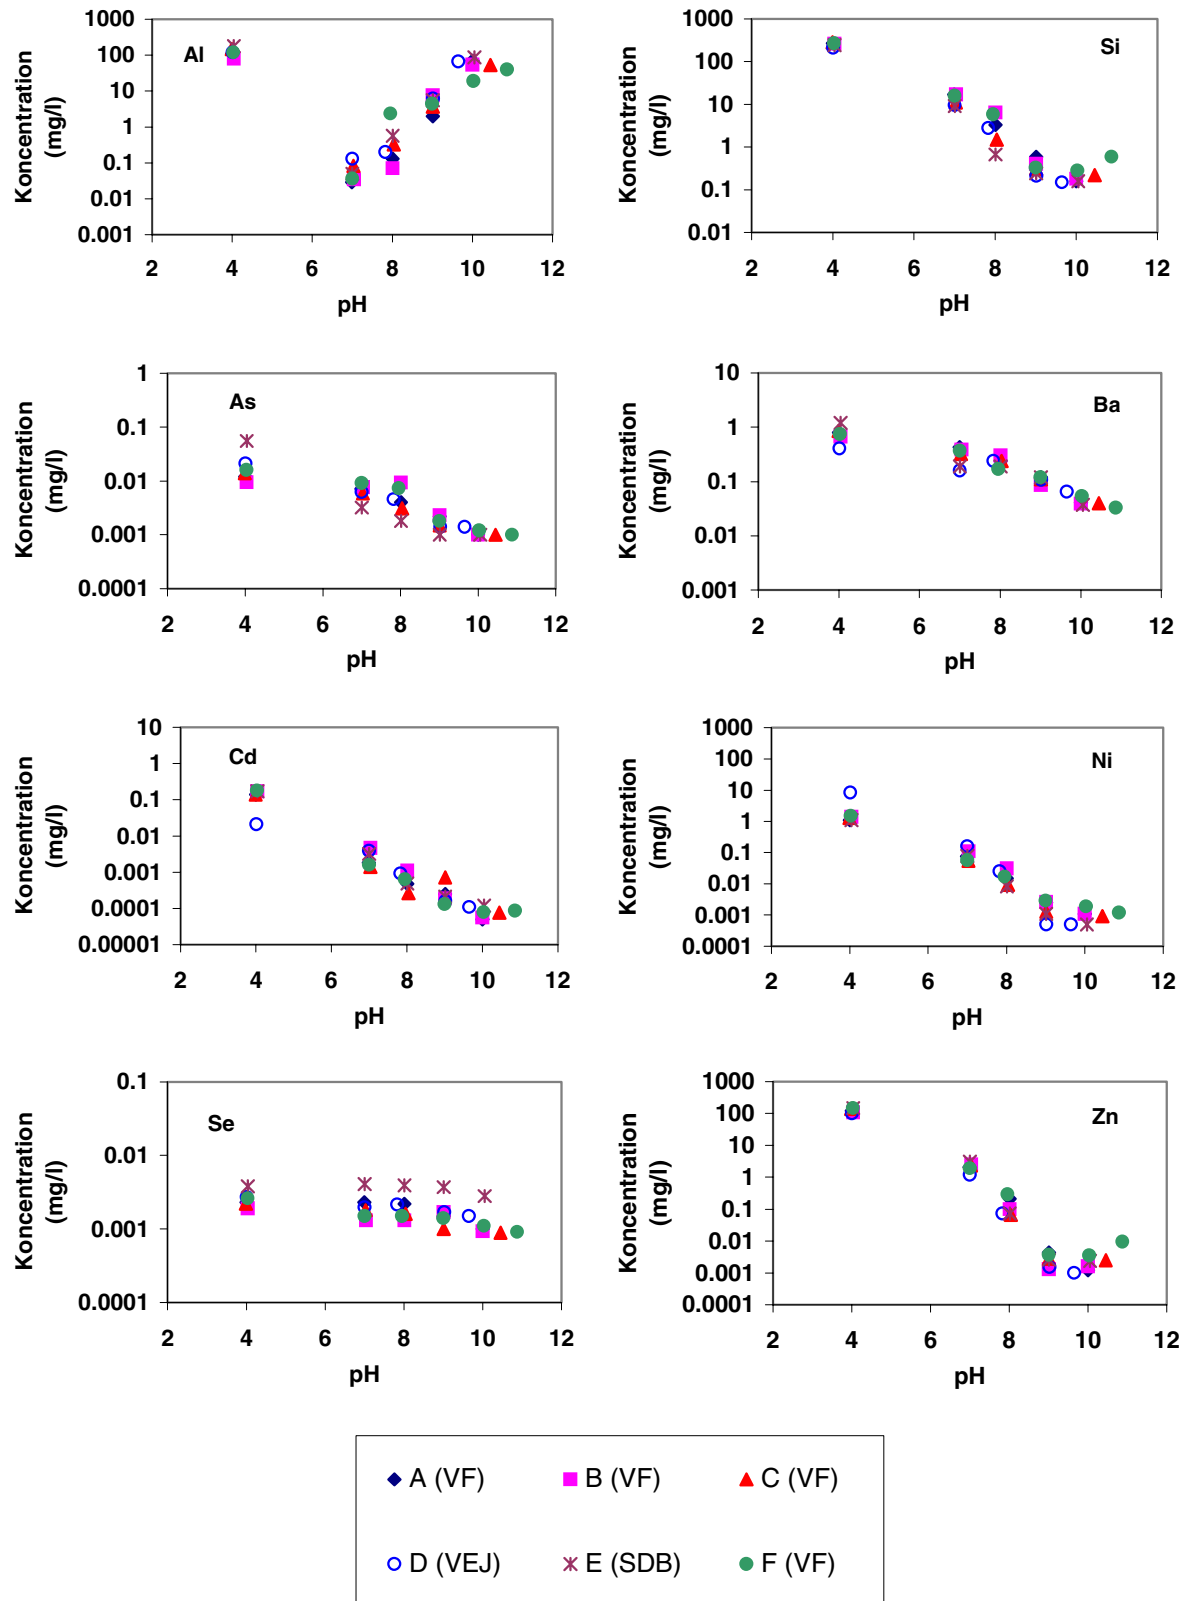 Al
Koncentration
(mg/l)
1000
100
10
1
0.1
0.01
0.001
2 4 6 8 10 12
pH
Si
Koncentration
(mg/l)
1000
100
10
1
0.1
0.01
2 4 6 8 10 12
pH
As
Koncentration
(mg/l)
1
0.1
0.01
0.001
0.0001
2 4 6 8 10 12
pH
Ba
Koncentration
(mg/l)
10
1
0.1
0.01
0.001
2 4 6 8 10 12
pH
Cd
Koncentration
(mg/l)
10
1
0.1
0.01
0.001
0.0001
0.00001
2 4 6 8 10 12
pH
Ni
Koncentration
(mg/l)
1000
100
10
1
0.1
0.01
0.001
0.0001
2 4 6 8 10 12
pH
Se
Koncentration
(mg/l)
0.1
0.01
0.001
0.0001
2 4 6 8 10 12
pH
Zn
Koncentration
(mg/l)
1000
100
10
1
0.1
0.01
0.001
0.0001
2 4 6 8 10 12
pH
A (VF) B (VF) C (VF)
D (VEJ) E (SDB) F (VF)